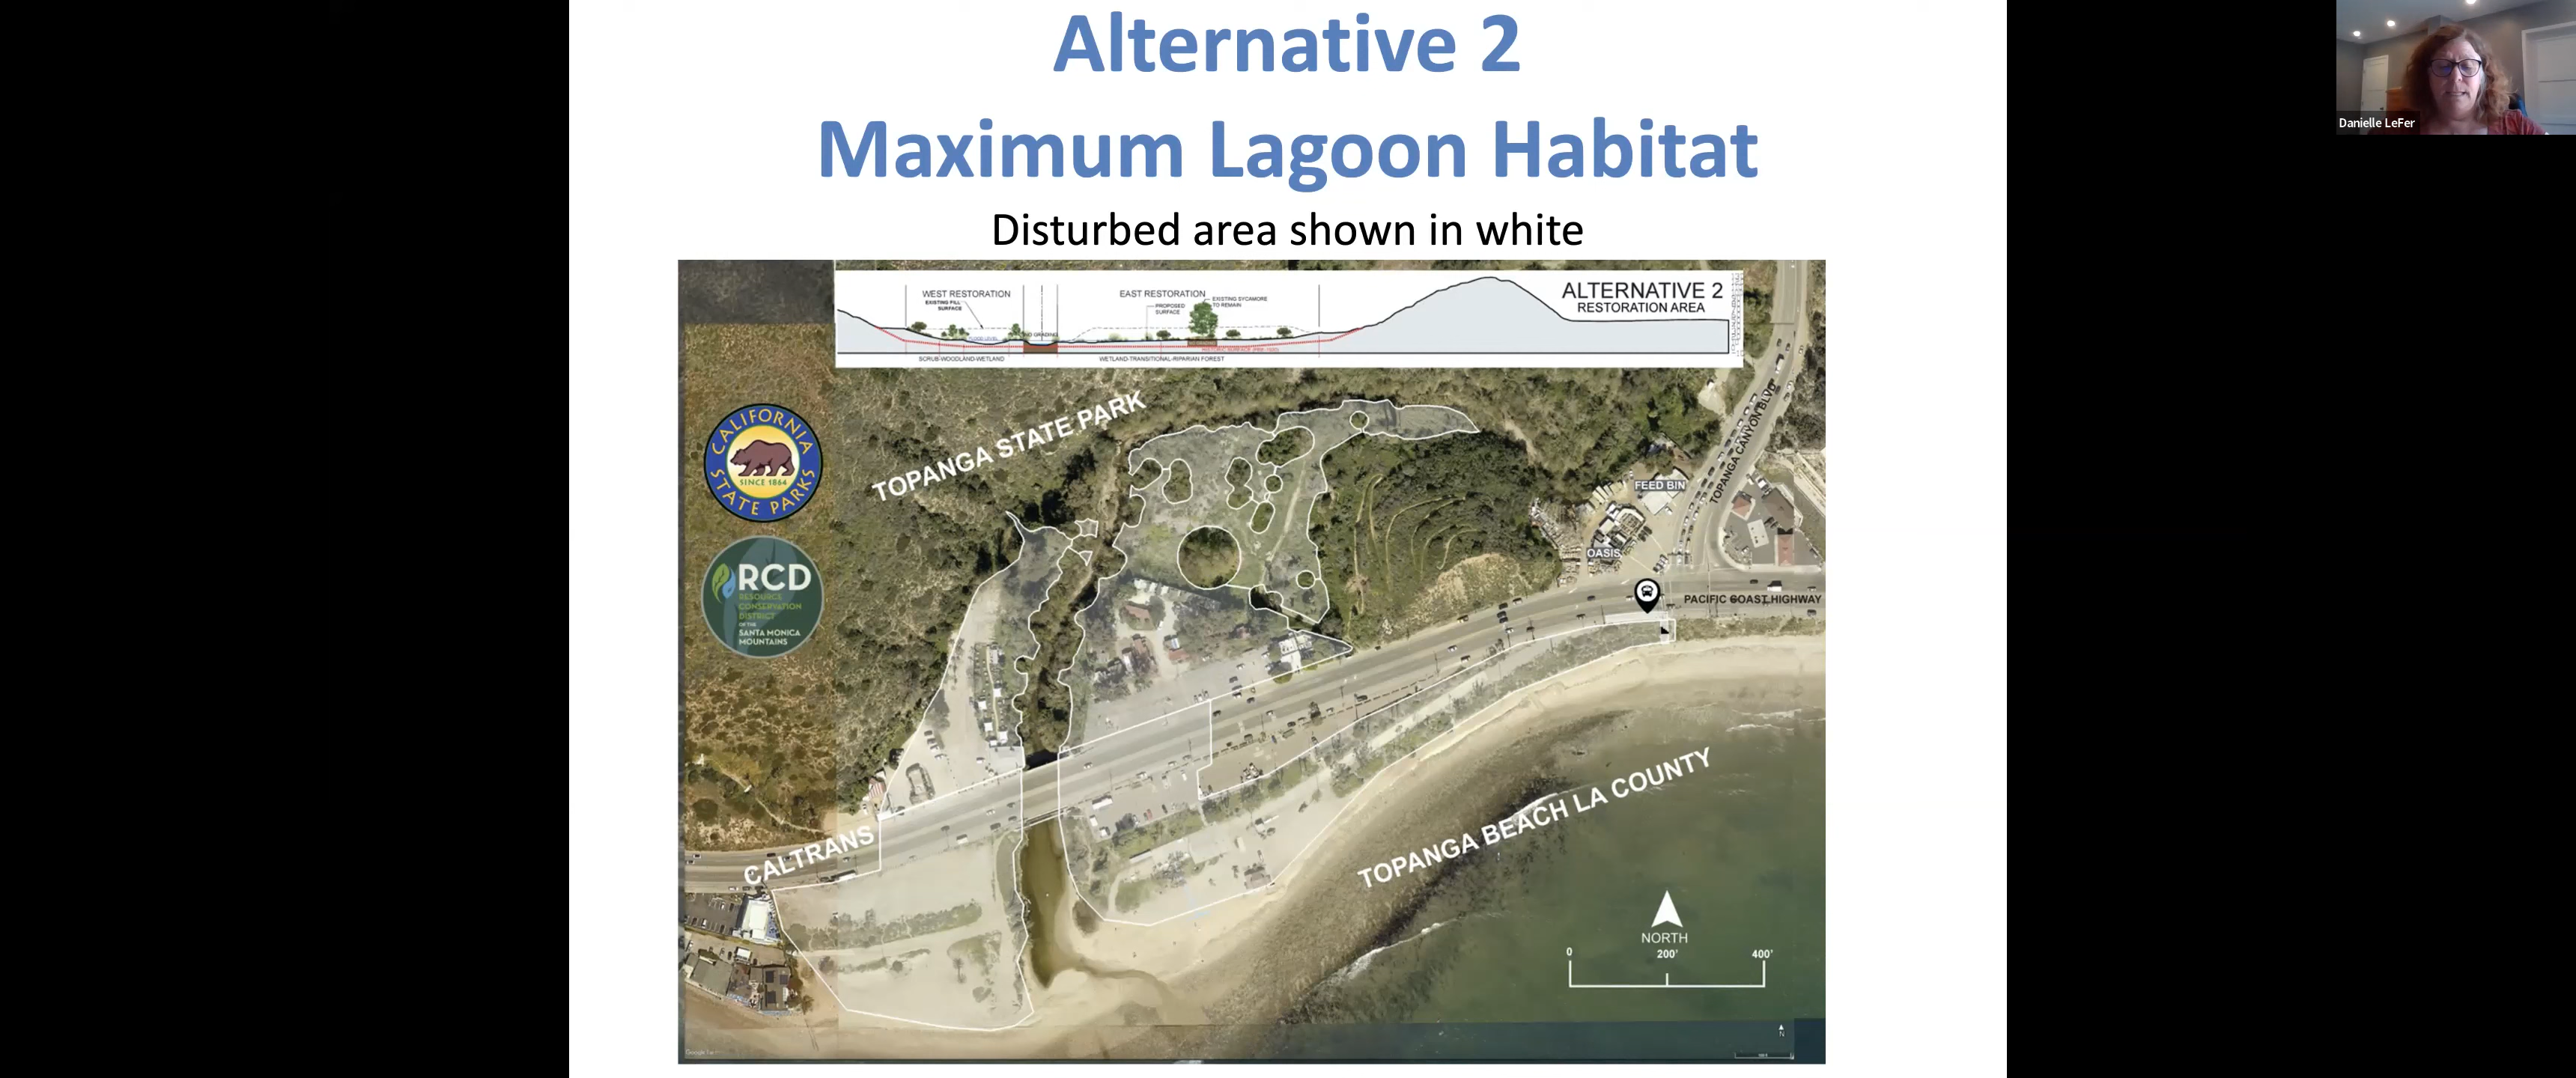 Alternative 2
Maximum Lagoon Habitat
Disturbed area shown in white
Danielle LeFer
WEST RESTORATION
EXISTING FILL
SURFACE
EAST RESTORATION
PROPOSED
SURFACE
EXISTING SYCAMORE
TO REMAIN
ALTERNATIVE 2
RESTORATION AREA
SCRUB-WOODLAND-WETLAND
WETLAND-TRANSITIONAL-RIPARIAN FOREST
CALIFORNIA
SINCE 1864
STATE PARKS
RCD
RESOURCE
CONSERVATION
DISTRICT
OF THE
SANTA MONICA
MOUNTAINS
TOPANGA STATE PARK
TOPANGA CANYON BLVD
FEED BIN
OASIS
PACIFIC COAST HIGHWAY
CALTRANS
TOPANGA BEACH LA COUNTY
NORTH
0 200' 400'